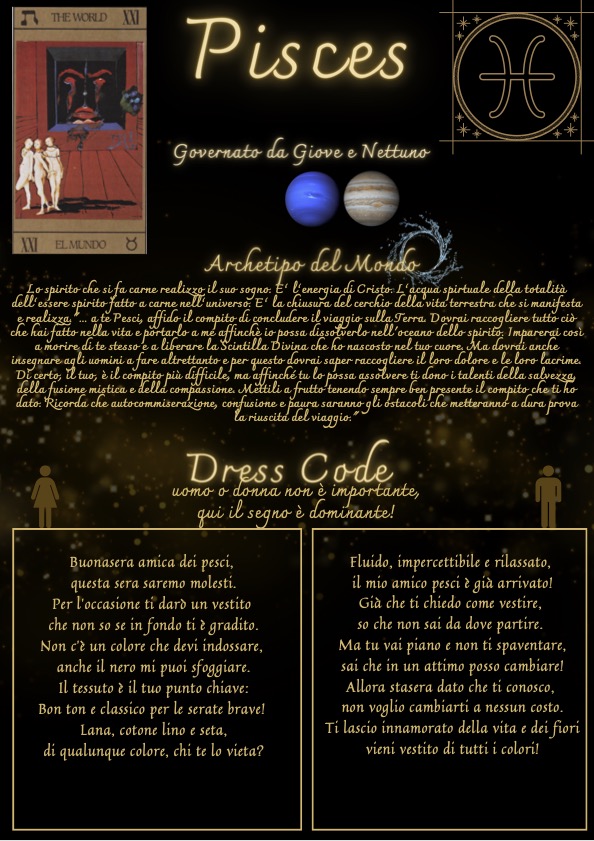 THE WORLD XXI
XXI EL MUNDO
Pisces
Governato da Giove e Nettuno
Archetipo del Mondo
Lo spirito che si fa carne realizzo il suo sogno. E' l'energia di Cristo. L'acqua spirtuale della totalità
dell'essere spirito fatto a carne nell'universo. E' la chiusura del cerchio della vita terrestra che si manifesta
e realizza."... a te Pesci, affido il compito di concludere il viaggio sulla Terra. Dovrai raccogliere tutto ciò
che hai fatto nella vita e portarlo a me affinchè io possa dissolverlo nell'oceano dello spirito. Imparerai così
a morire di te stesso e a liberare la Scintilla Divina che ho nascosto nel tuo cuore. Ma dovrai anche
insegnare agli uomini a fare altrettanto e per questo dovrai saper raccogliere il loro dolore e le loro lacrime.
Di certo, il tuo, è il compito più difficile, ma affinché tu lo possa assolvere ti dono i talenti della salvezza,
della fusione mistica e della compassione. Mettili a frutto tenendo sempre ben presente il compito che ti ho
dato. Ricorda che autocommiserazione, confusione e paura saranno gli ostacoli che metteranno a dura prova
la riuscita del viaggio."
Dress Code
uomo o donna non è importante,
qui il segno è dominante!
Buonasera amica dei pesci,
questa sera saremo molesti.
Per l'occasione ti darò un vestito
che non so se in fondo ti è gradito.
Non c'è un colore che devi indossare,
anche il nero mi puoi sfoggiare.
Il tessuto è il tuo punto chiave:
Bon ton e classico per le serate brave!
Lana, cotone lino e seta,
di qualunque colore, chi te lo vieta?
Fluido, impercettibile e rilassato,
il mio amico pesci è già arrivato!
Già che ti chiedo come vestire,
so che non sai da dove partire.
Ma tu vai piano e non ti spaventare,
sai che in un attimo posso cambiare!
Allora stasera dato che ti conosco,
non voglio cambiarti a nessun costo.
Ti lascio innamorato della vita e dei fiori
vieni vestito di tutti i colori!